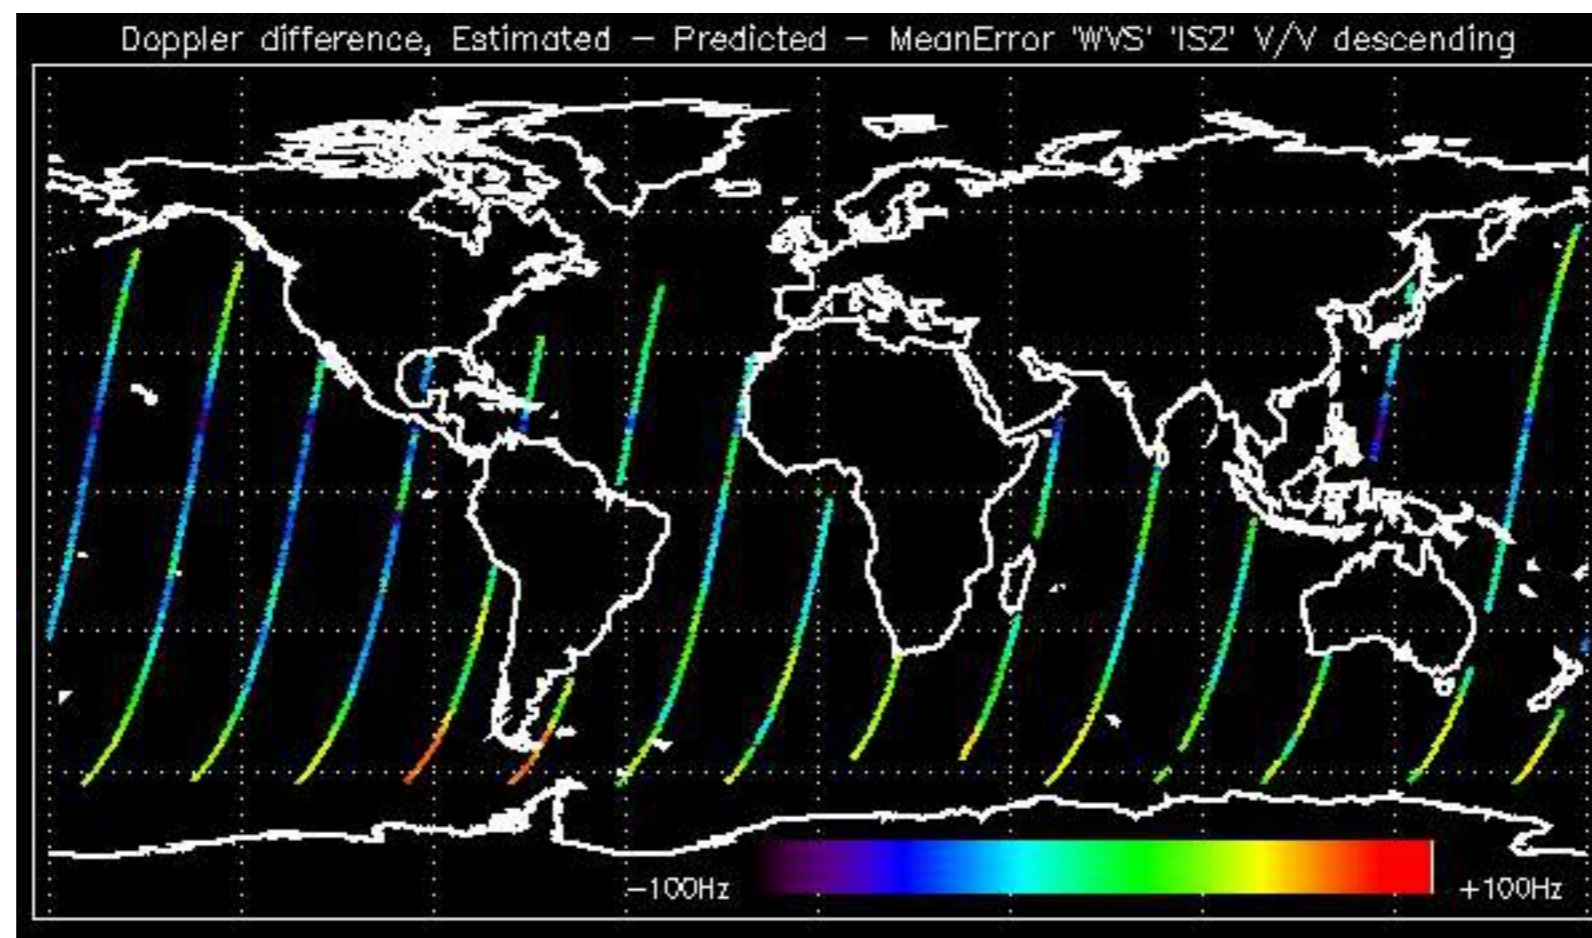 Doppler difference, Estimated – Predicted – MeanError 'WVS' 'IS2' V/V descending
–100Hz
+100Hz